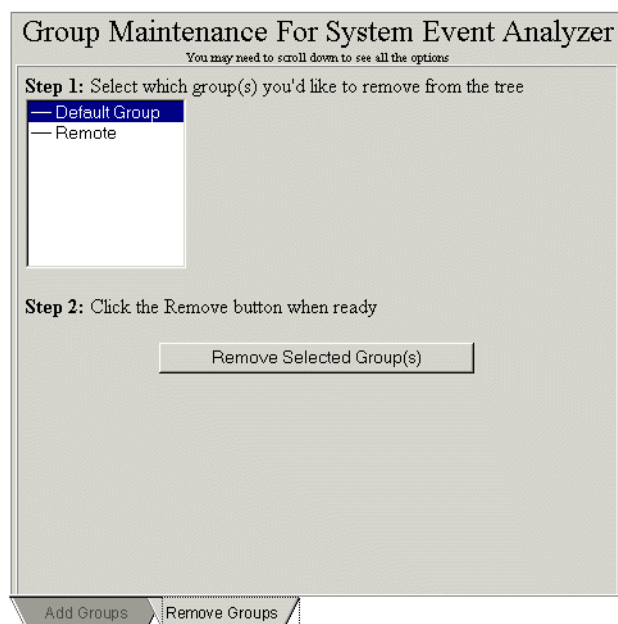 Group Maintenance For System Event Analyzer
You may need to scroll down to see all the options
Step 1: Select which group(s) you'd like to remove from the tree
Default Group
Remote
Step 2: Click the Remove button when ready
Remove Selected Group(s)
Add Groups Remove Groups